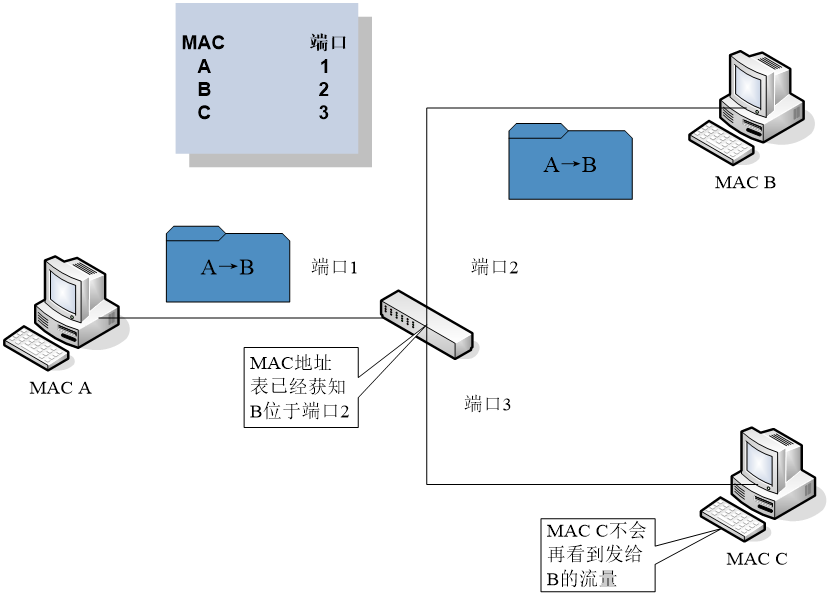 MAC 端口
A 1
B 2
C 3
A→B
MAC B
A→B
端口1
端口2
MAC A
MAC地址
表已经获知
B位于端口2
端口3
MAC C不会
再看到发给
B的流量
MAC C